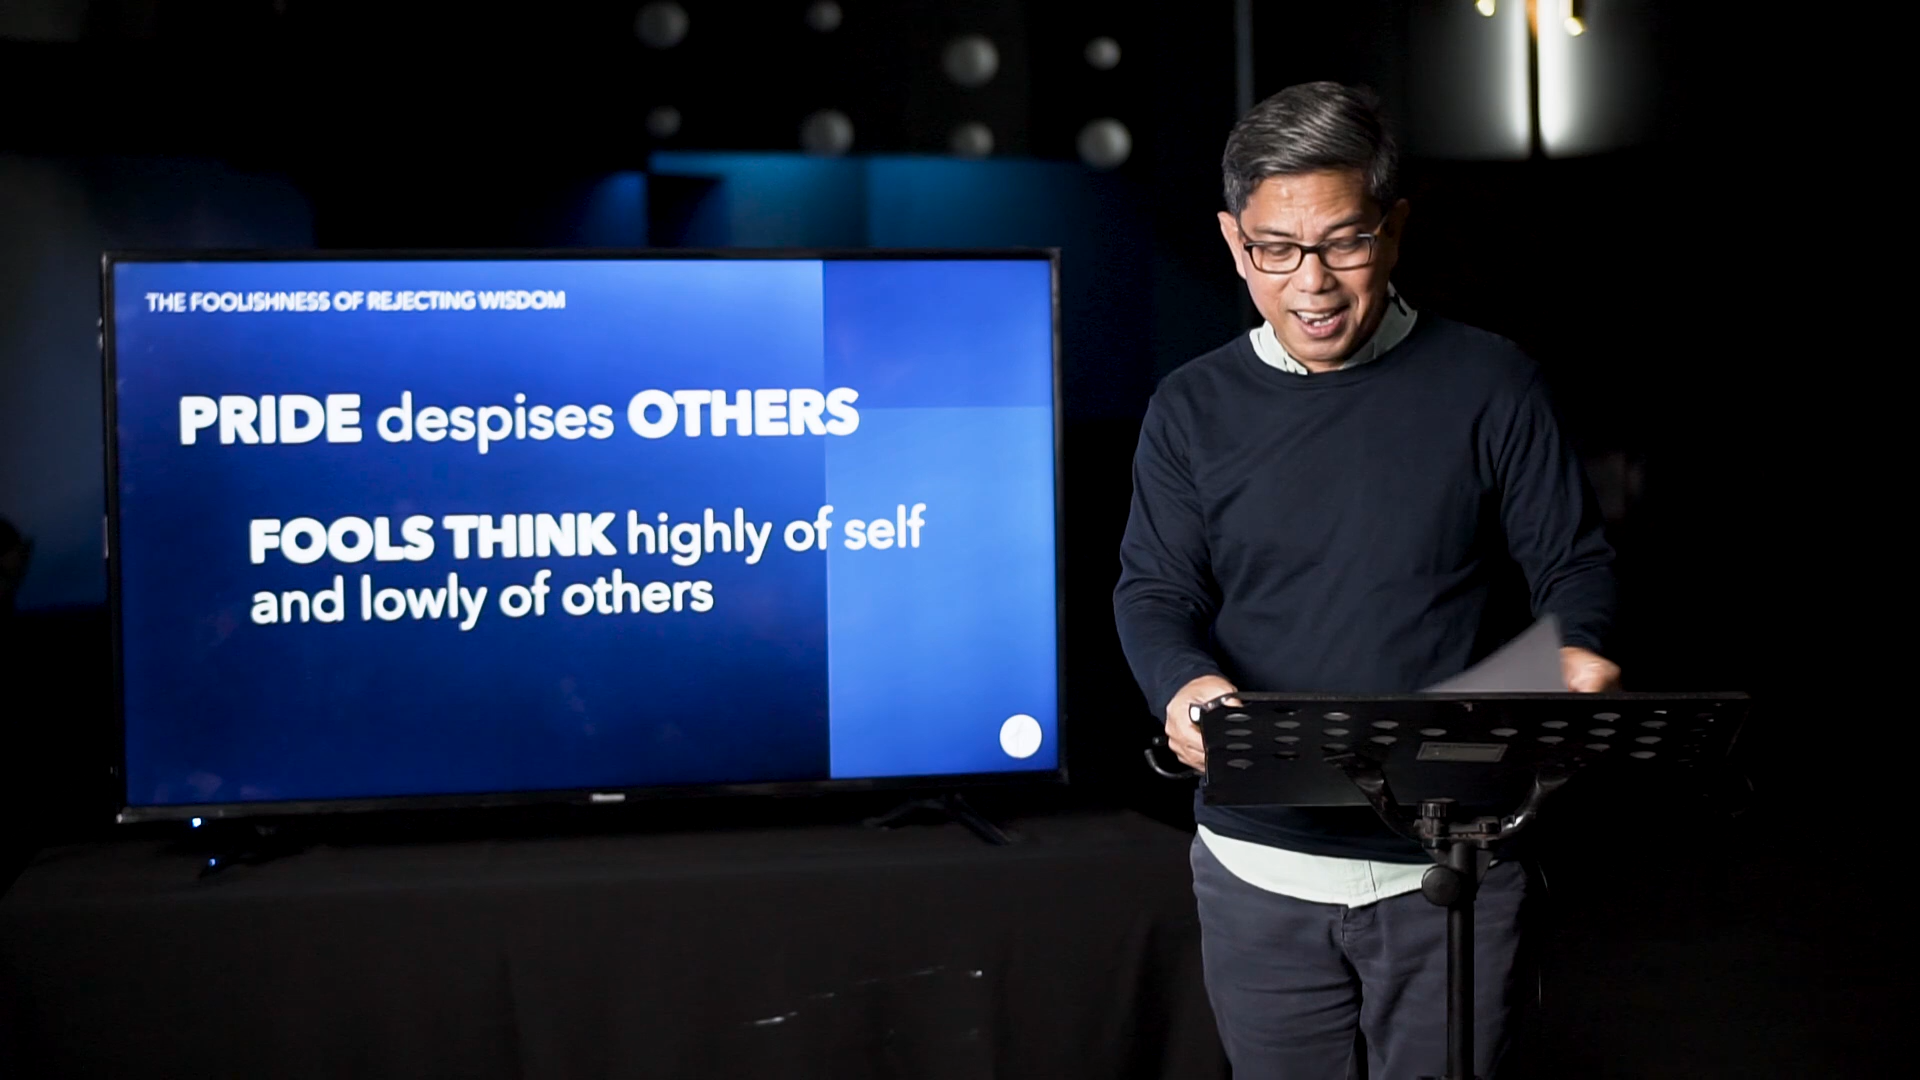 THE FOOLISHNESS OF REJECTING WISDOM
PRIDE despises OTHERS
FOOLS THINK highly of self
and lowly of others